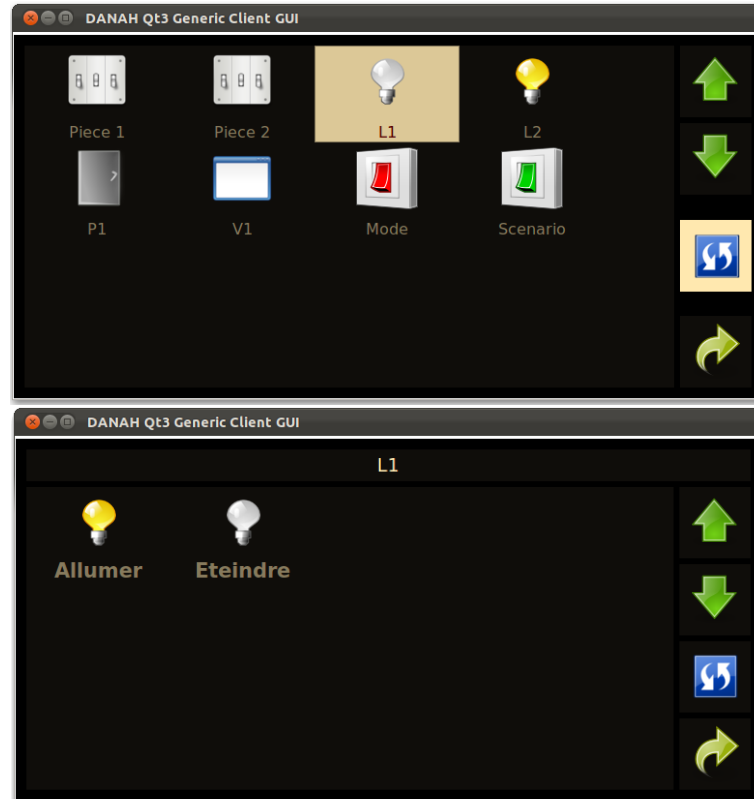 DANAH Qt3 Generic Client GUI
Piece 1 Piece 2 L1 L2
P1 V1 Mode Scenario
DANAH Qt3 Generic Client GUI
L1
Allumer Eteindre